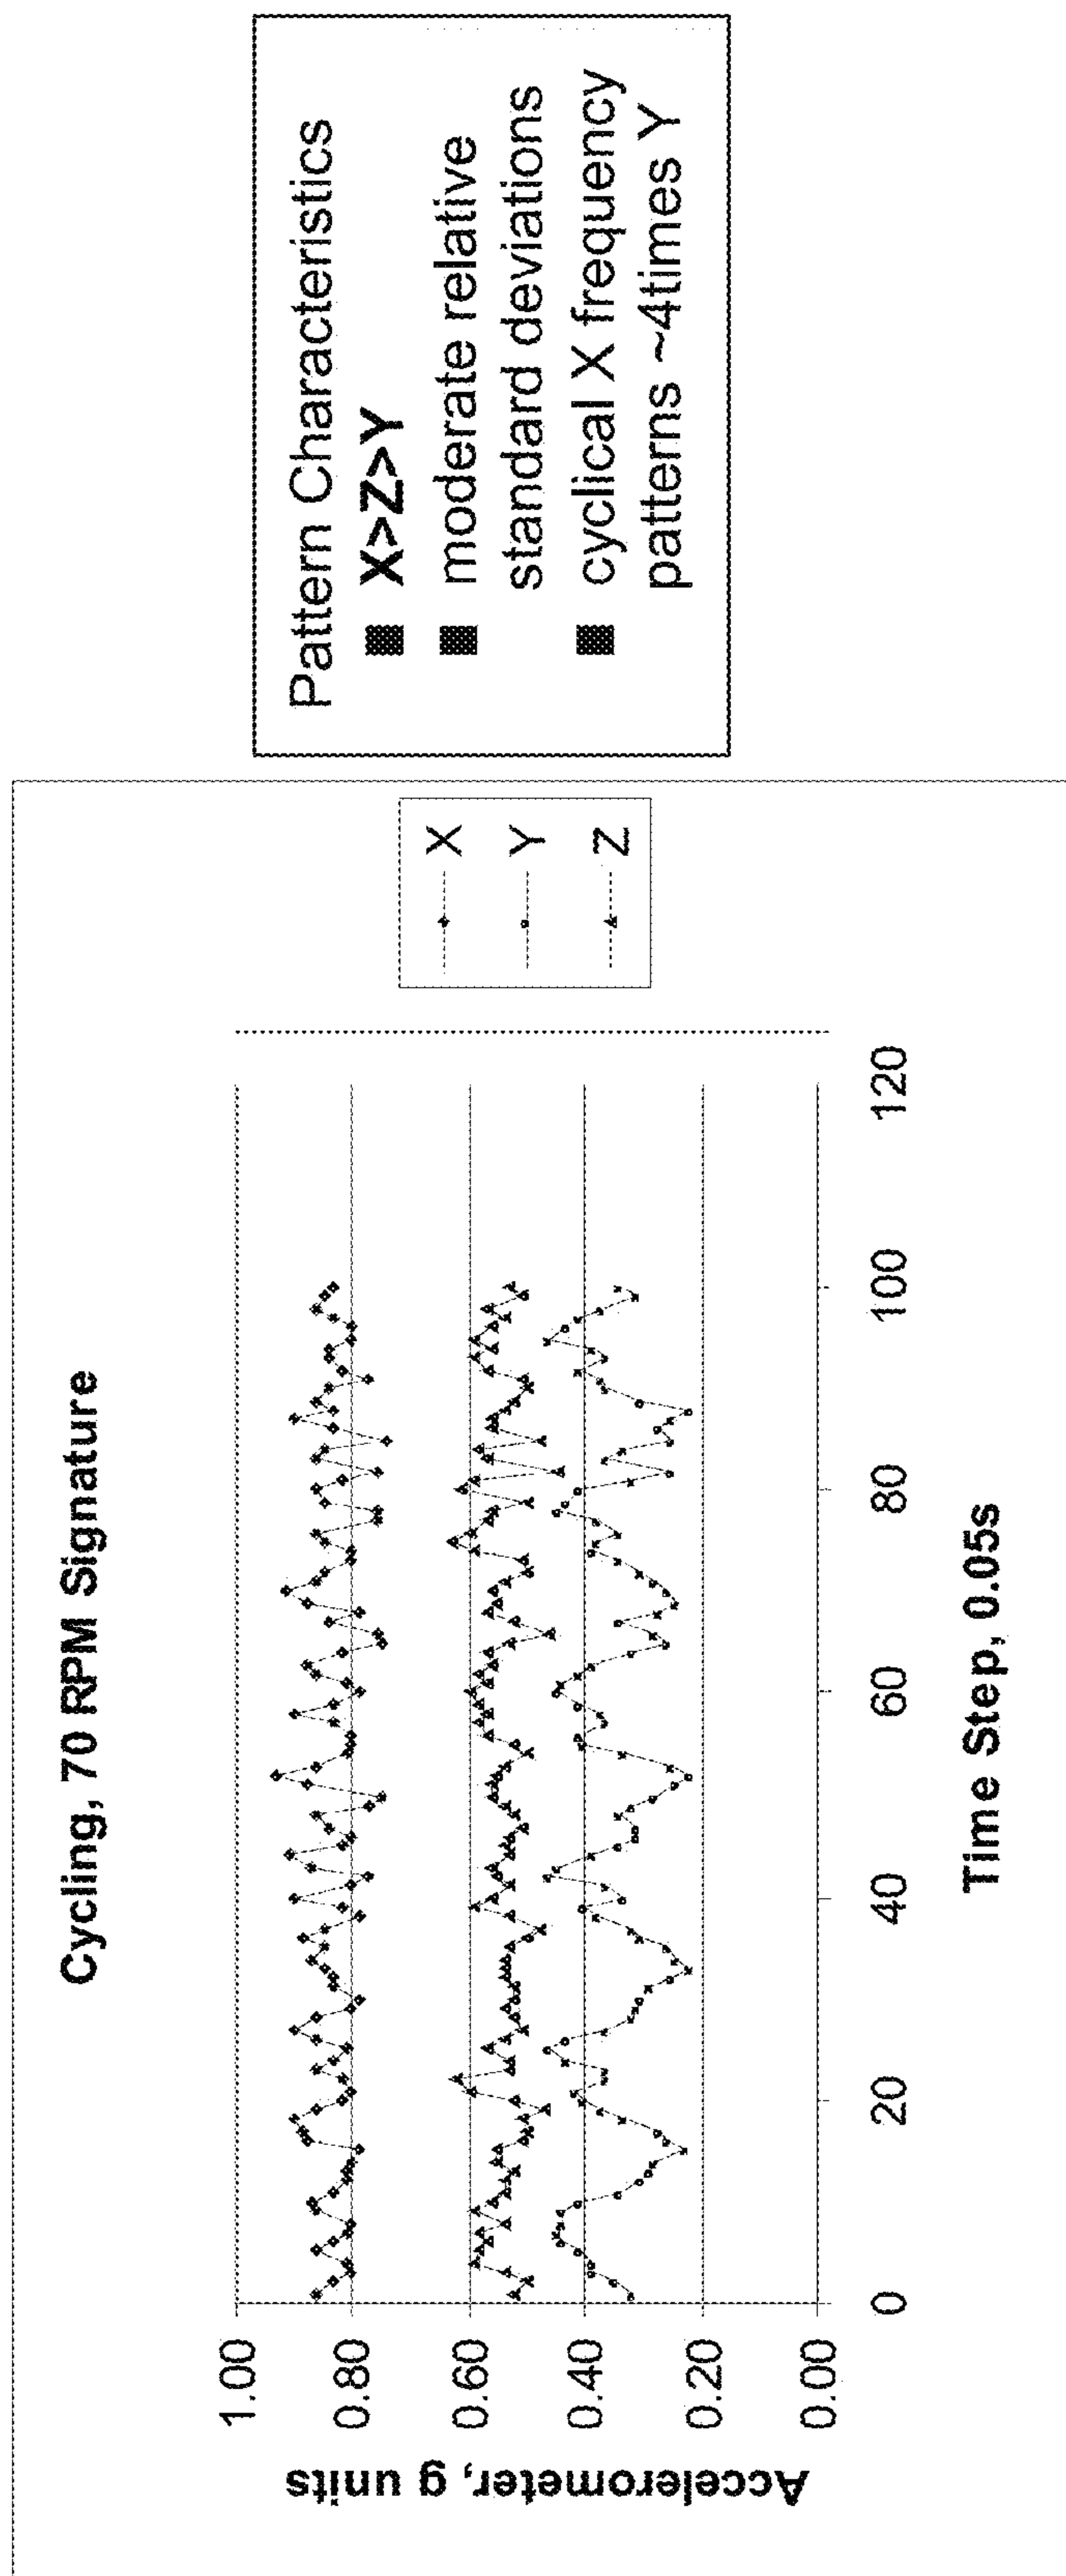 Cycling, 70 RPM Signature
Accelerometer, g units
1.00
0.80
0.60
0.40
0.20
0.00
0
20
40
60
80
100
120
Time Step, 0.05s
X
Y
Z
Pattern Characteristics
X>Z>Y
moderate relative
standard deviations
cyclical X frequency
patterns ~4times Y